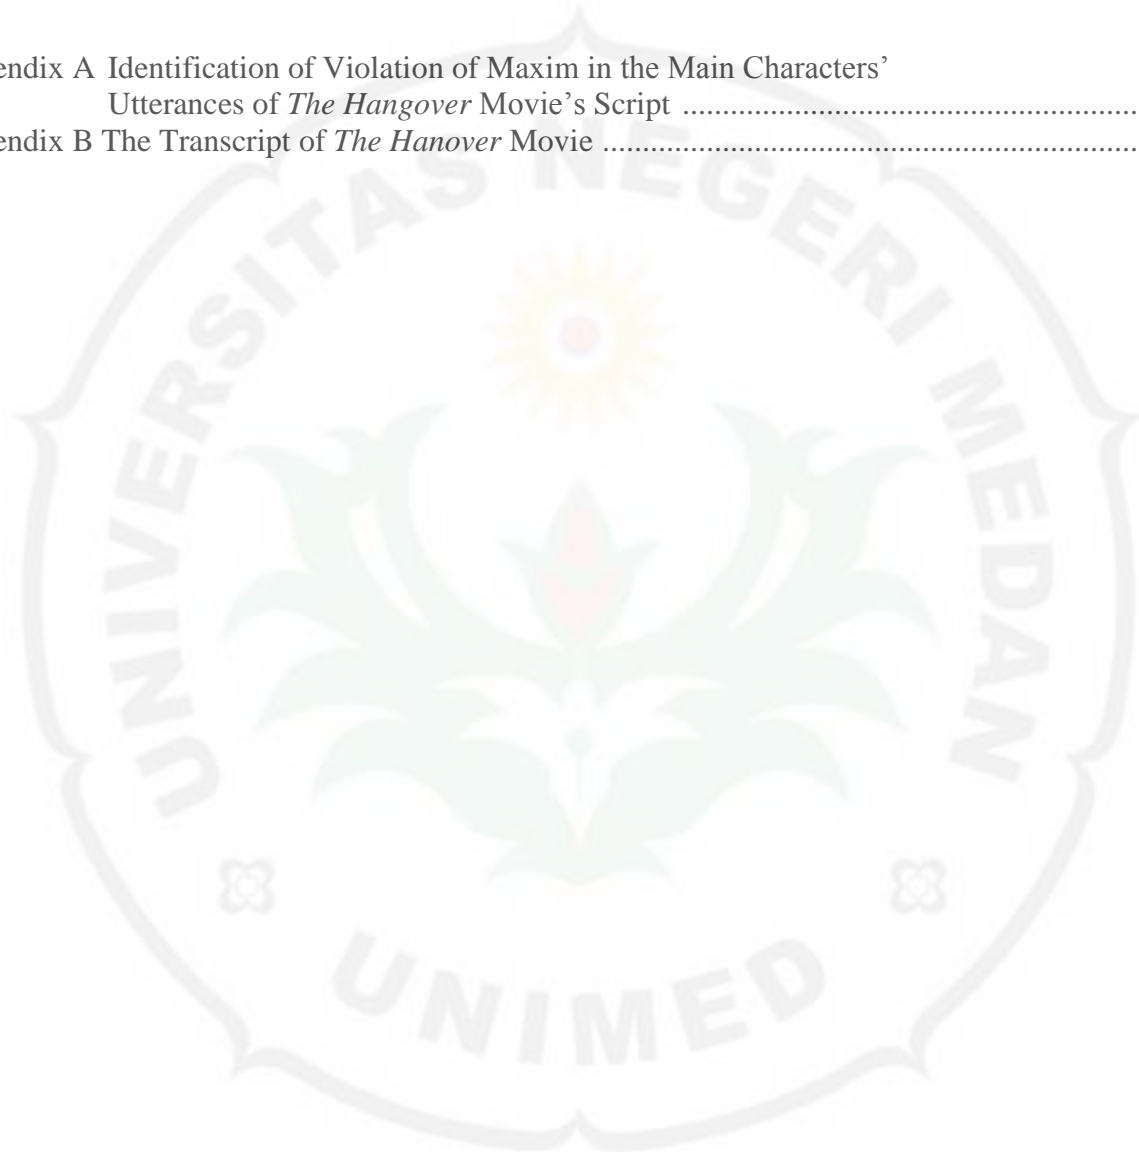 endix A Identification of Violation of Maxim in the Main Characters’
Utterances of The Hangover Movie’s Script ......................................................................
endix B The Transcript of The Hanover Movie ..................................................................................
UNIVERSITAS NEGERI MEDAN
UNIMED